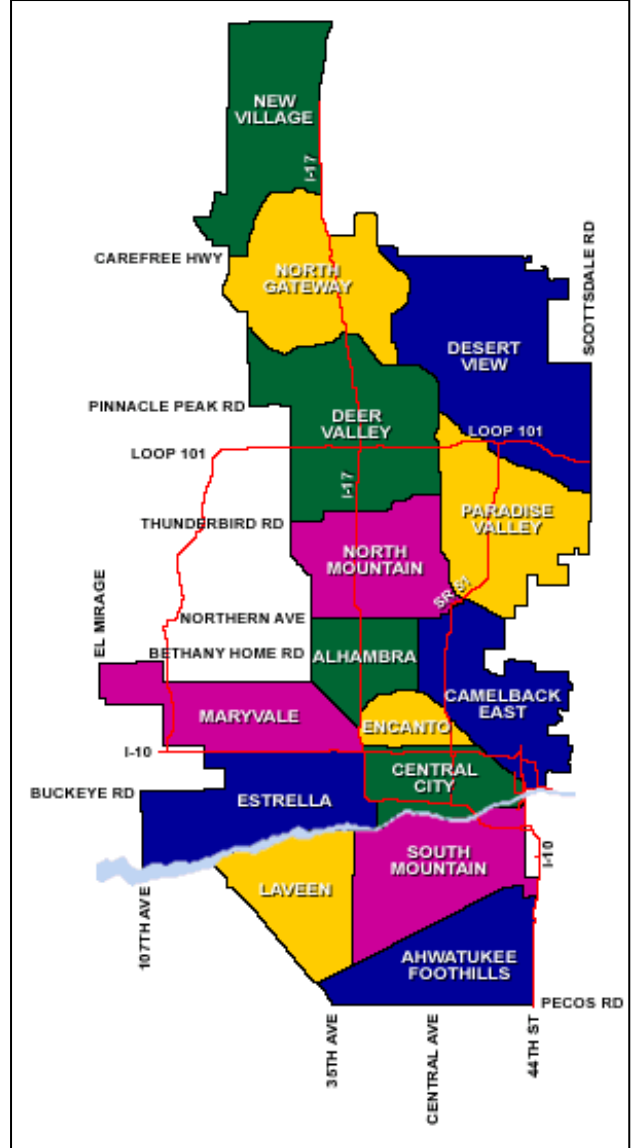 NEW
VILLAGE
I-17
CAREFREE HWY
NORTH
GATEWAY
SCOTTSDALE RD
DESERT
VIEW
PINNACLE PEAK RD
DEER
VALLEY
LOOP 101
LOOP 101
I-17
PARADISE
VALLEY
THUNDERBIRD RD
NORTH
MOUNTAIN
SR 51
EL MIRAGE
NORTHERN AVE
BETHANY HOME RD
ALHAMBRA
CAMELBACK
EAST
MARYVALE
ENCANTO
I-10
CENTRAL
CITY
BUCKEYE RD
ESTRELLA
SOUTH
MOUNTAIN
I-10
LAVEEN
107TH AVE
AHWATUKEE
FOOTHILLS
PECOS RD
35TH AVE
CENTRAL AVE
44TH ST